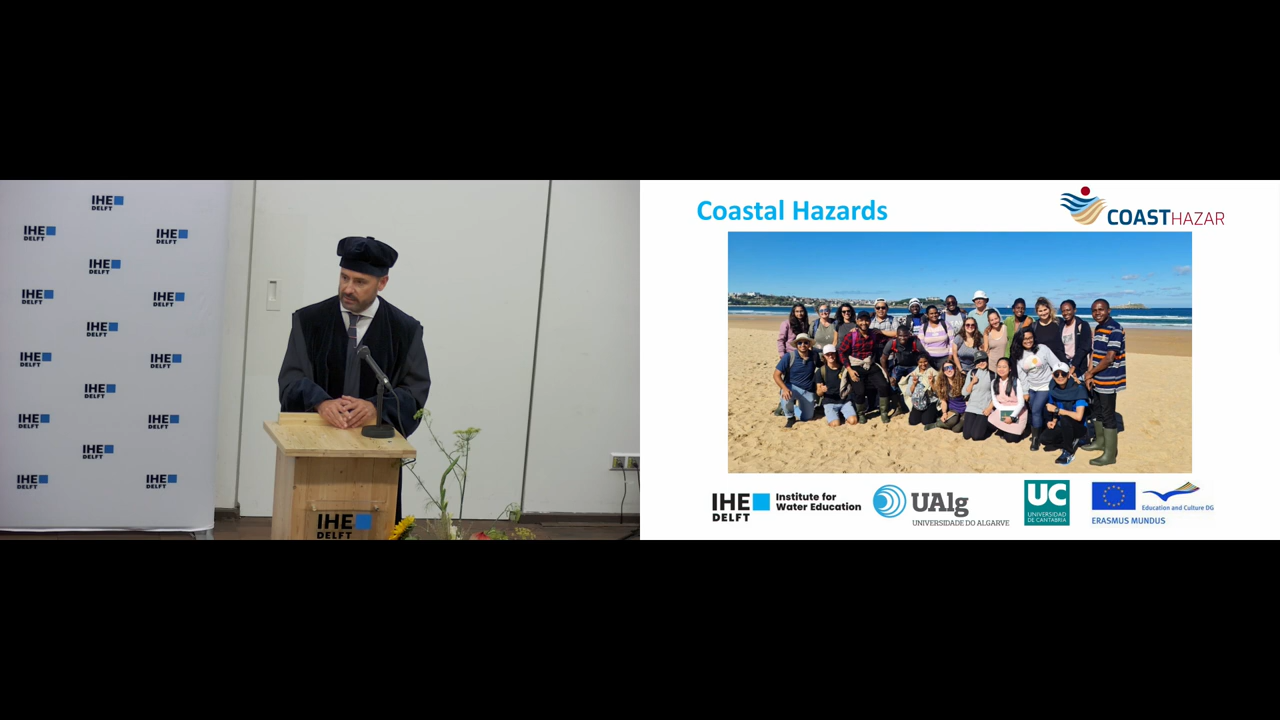 IHE
DELFT
IHE
DELFT
IHE
DELFT
IHE
DELFT
IHE
DELFT
IHE
DELFT
IHE
DELFT
IHE
DELFT
IHE
DELFT
IHE
DELFT
IHE
DELFT
IHE
DELFT
IHE
DELFT
IHE
DELFT
IHE
DELFT
IHE
DELFT
Coastal Hazards
COASTHAZAR
IHE
DELFT
Institute for
Water Education
UAlg
UNIVERSIDADE DO ALGARVE
UC
UNIVERSIDAD
DE CANTABRIA
Education and Culture DG
ERASMUS MUNDUS